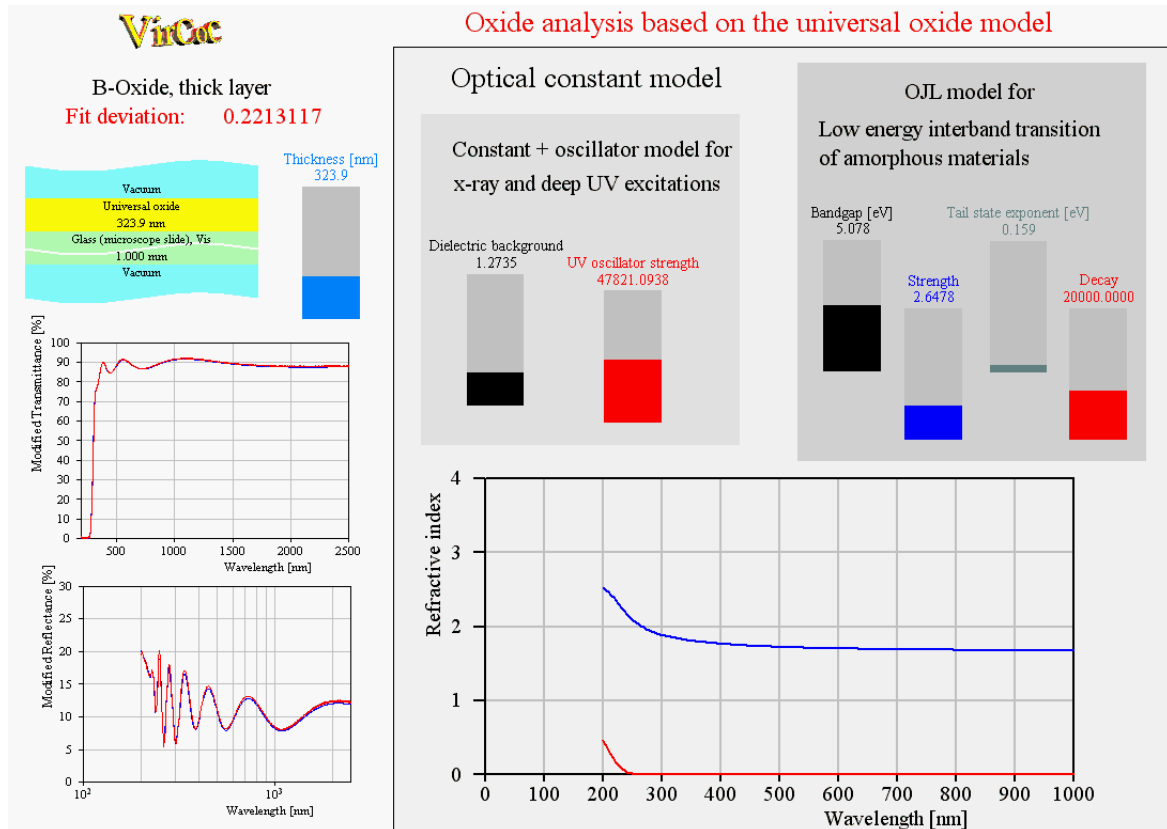 VirCoc
Oxide analysis based on the universal oxide model
B-Oxide, thick layer
Fit deviation: 0.2213117
Thickness [nm]
323.9
Vacuum
Universal oxide
323.9 nm
Glass (microscope slide), Vis
1.000 mm
Vacuum
Optical constant model
Constant + oscillator model for
x-ray and deep UV excitations
Dielectric background
1.2735
UV oscillator strength
47821.0938
OJL model for
Low energy interband transition
of amorphous materials
Bandgap [eV]
5.078
Tail state exponent [eV]
0.159
Strength
2.6478
Decay
20000.0000
Modified Transmittance [%]
100
90
80
70
60
50
40
30
20
10
0
500 1000 1500 2000 2500
Wavelength [nm]
Modified Reflectance [%]
30
25
20
15
10
5
0
10² 10³
Wavelength [nm]
Refractive index
4
3
2
1
0
0 100 200 300 400 500 600 700 800 900 1000
Wavelength [nm]